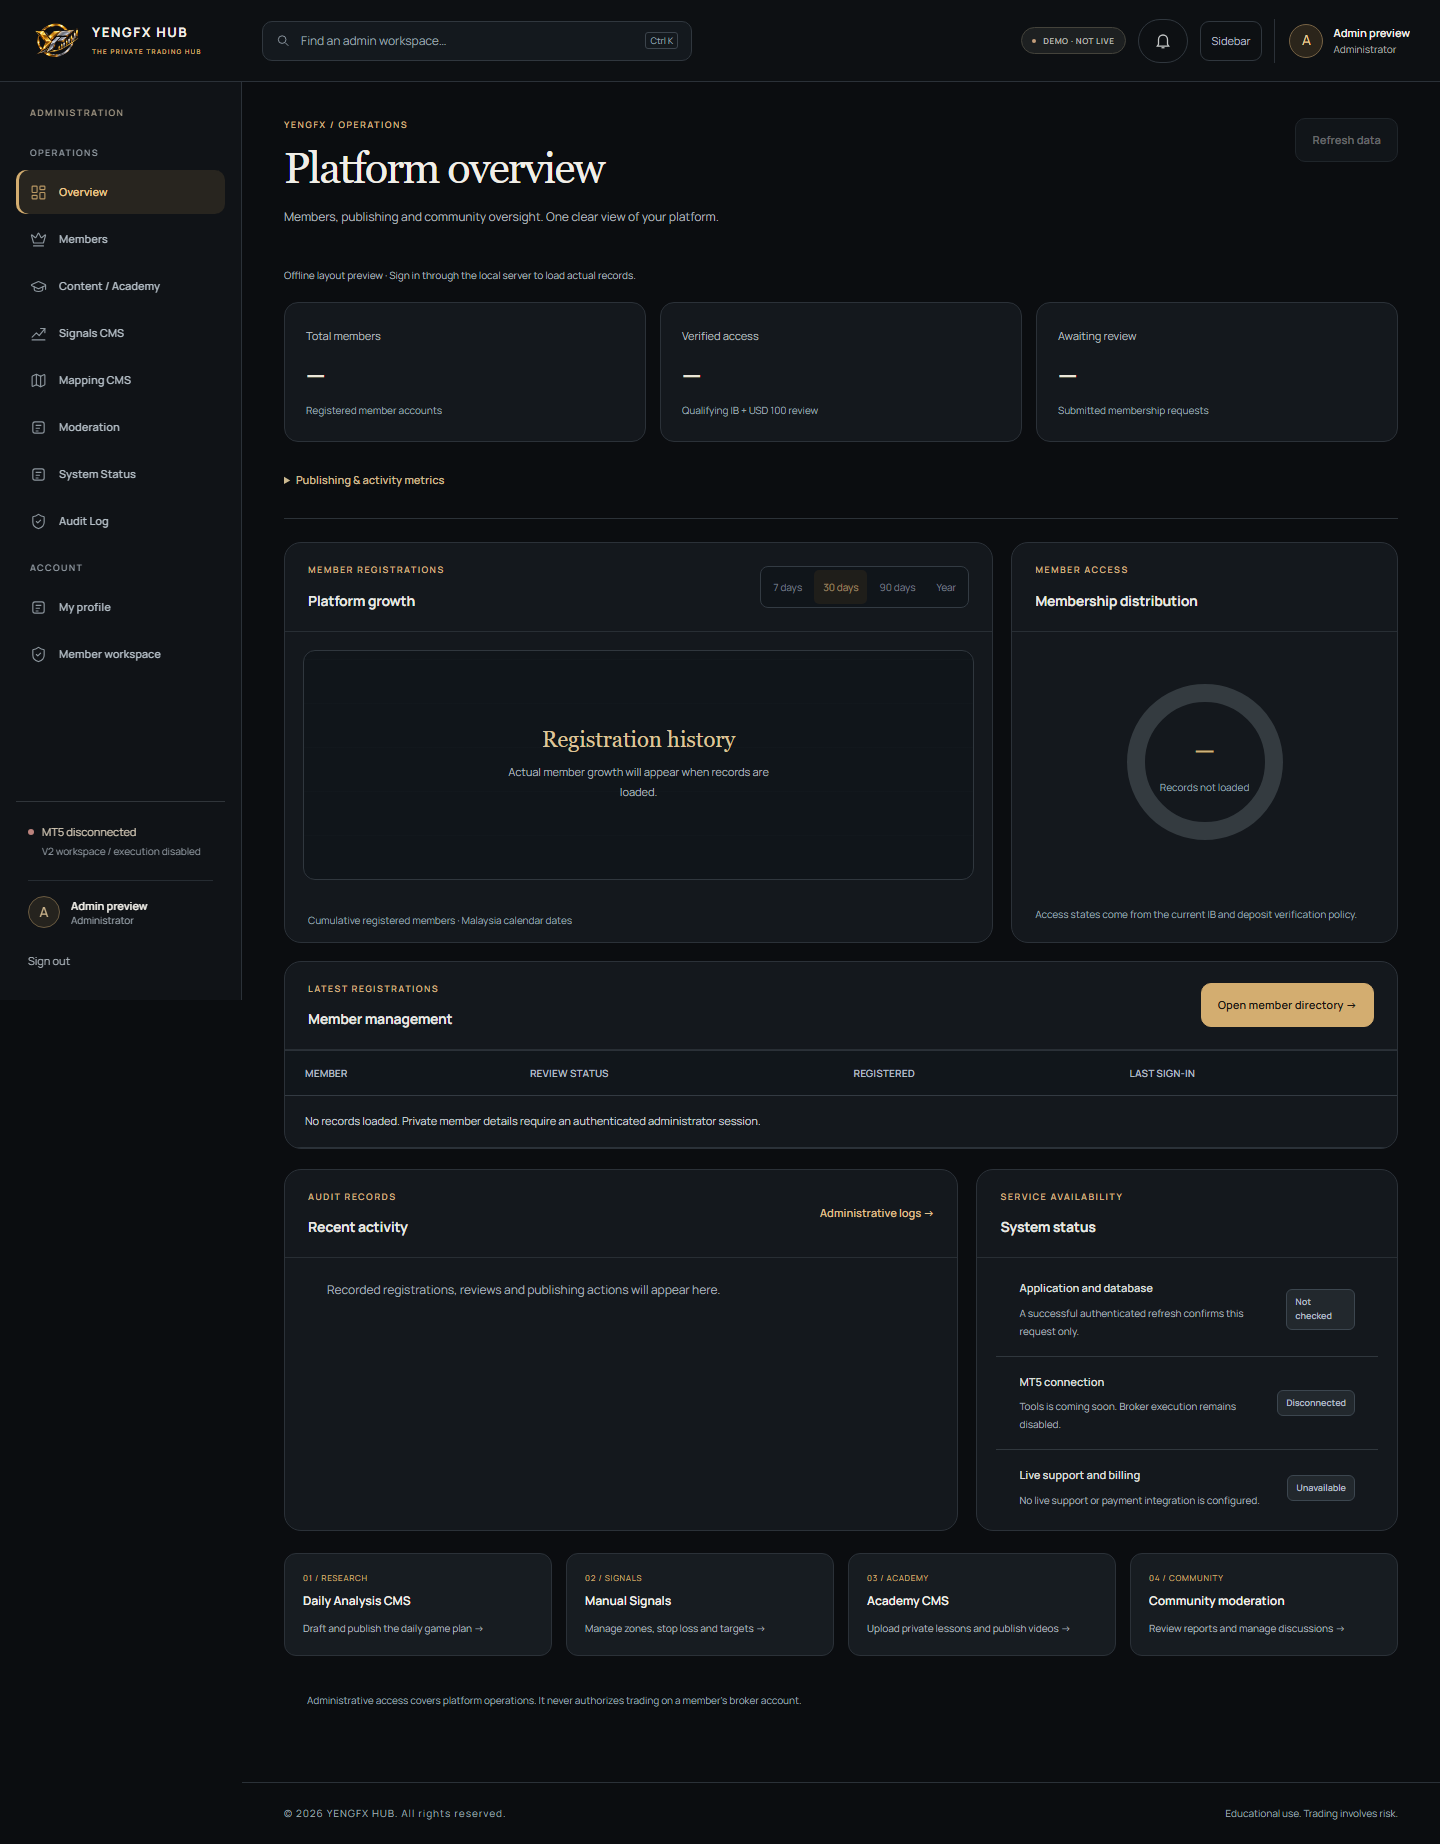 YENGFX HUB
THE PRIVATE TRADING HUB
Find an admin workspace...
Ctrl K
DEMO · NOT LIVE
Sidebar
A
Admin preview
Administrator
ADMINISTRATION
OPERATIONS
Overview
Members
Content / Academy
Signals CMS
Mapping CMS
Moderation
System Status
Audit Log
ACCOUNT
My profile
Member workspace
MT5 disconnected
V2 workspace / execution disabled
A
Admin preview
Administrator
Sign out
YENGFX / OPERATIONS
Platform overview
Members, publishing and community oversight. One clear view of your platform.
Refresh data
Offline layout preview · Sign in through the local server to load actual records.
Total members
—
Registered member accounts
Verified access
—
Qualifying IB + USD 100 review
Awaiting review
—
Submitted membership requests
Publishing & activity metrics
MEMBER REGISTRATIONS
Platform growth
7 days
30 days
90 days
Year
Registration history
Actual member growth will appear when records are
loaded.
Cumulative registered members · Malaysia calendar dates
MEMBER ACCESS
Membership distribution
—
Records not loaded
Access states come from the current IB and deposit verification policy.
LATEST REGISTRATIONS
Member management
Open member directory →
MEMBER
REVIEW STATUS
REGISTERED
LAST SIGN-IN
No records loaded. Private member details require an authenticated administrator session.
AUDIT RECORDS
Recent activity
Administrative logs →
Recorded registrations, reviews and publishing actions will appear here.
SERVICE AVAILABILITY
System status
Application and database
A successful authenticated refresh confirms this
request only.
Not
checked
MT5 connection
Tools is coming soon. Broker execution remains
disabled.
Disconnected
Live support and billing
No live support or payment integration is configured.
Unavailable
01 / RESEARCH
Daily Analysis CMS
Draft and publish the daily game plan →
02 / SIGNALS
Manual Signals
Manage zones, stop loss and targets →
03 / ACADEMY
Academy CMS
Upload private lessons and publish videos →
04 / COMMUNITY
Community moderation
Review reports and manage discussions →
Administrative access covers platform operations. It never authorizes trading on a member's broker account.
© 2026 YENGFX HUB. All rights reserved.
Educational use. Trading involves risk.